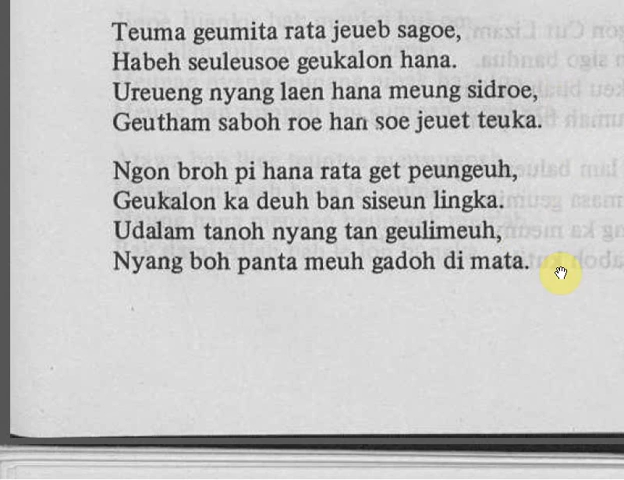 Teuma geumita rata jeueb sagoe,
Habeh seuleusoe geukalon hana.
Ureueng nyang laen hana meung sidroe,
Geutham saboh roe han soe jeuet teuka.
Ngon broh pi hana rata get peungeuh,
Geukalon ka deuh ban siseun lingka.
Udalam tanoh nyang tan geulimeuh,
Nyang boh panta meuh gadoh di mata.